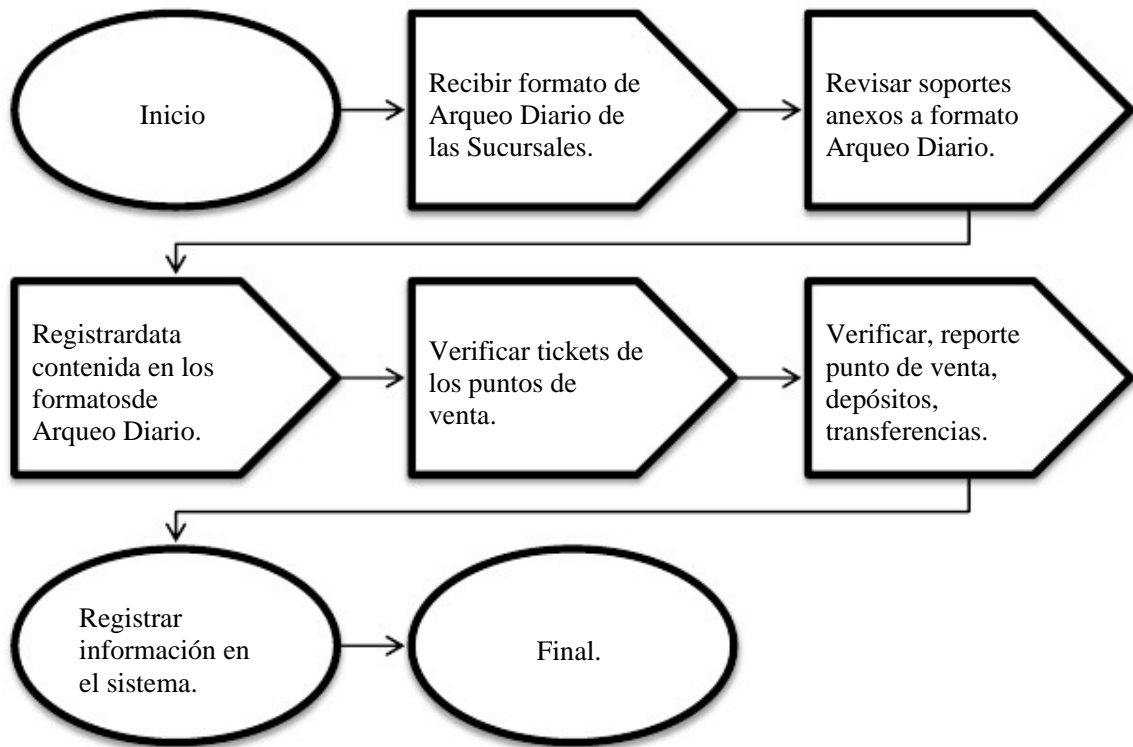 Inicio
Recibir formato de
Arqueo Diario de
las Sucursales.
Revisar soportes
anexos a formato
Arqueo Diario.
Registrardata
contenida en los
formatosde
Arqueo Diario.
Verificar tickets de
los puntos de
venta.
Verificar, reporte
punto de venta,
depósitos,
transferencias.
Registrar
información en
el sistema.
Final.